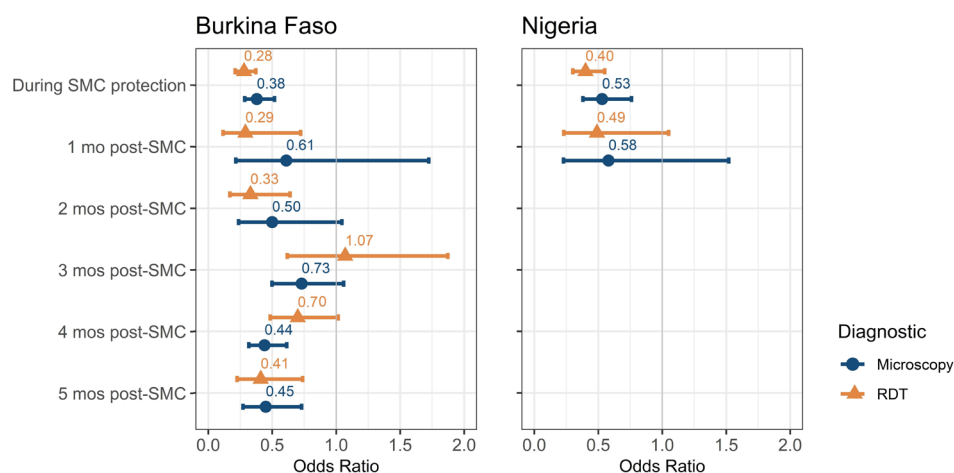 Burkina Faso
Nigeria
During SMC protection
1 mo post-SMC
2 mos post-SMC
3 mos post-SMC
4 mos post-SMC
5 mos post-SMC
0.28
0.38
0.29
0.61
0.33
0.50
1.07
0.73
0.70
0.44
0.41
0.45
0.40
0.53
0.49
0.58
0.0 0.5 1.0 1.5 2.0
0.0 0.5 1.0 1.5 2.0
Odds Ratio
Odds Ratio
Diagnostic
Microscopy
RDT